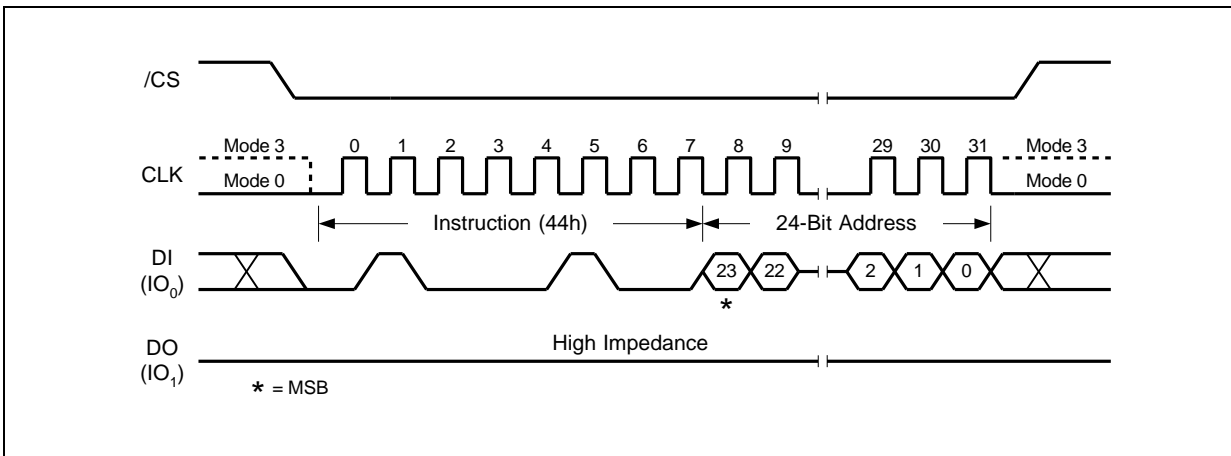 /CS
Mode 3 0 1 2 3 4 5 6 7 8 9 29 30 31 Mode 3
CLK
Mode 0 Mode 0
Instruction (44h) 24-Bit Address
DI
(IO0) 23 22 2 1 0
*
High Impedance
DO
(IO1)
* = MSB